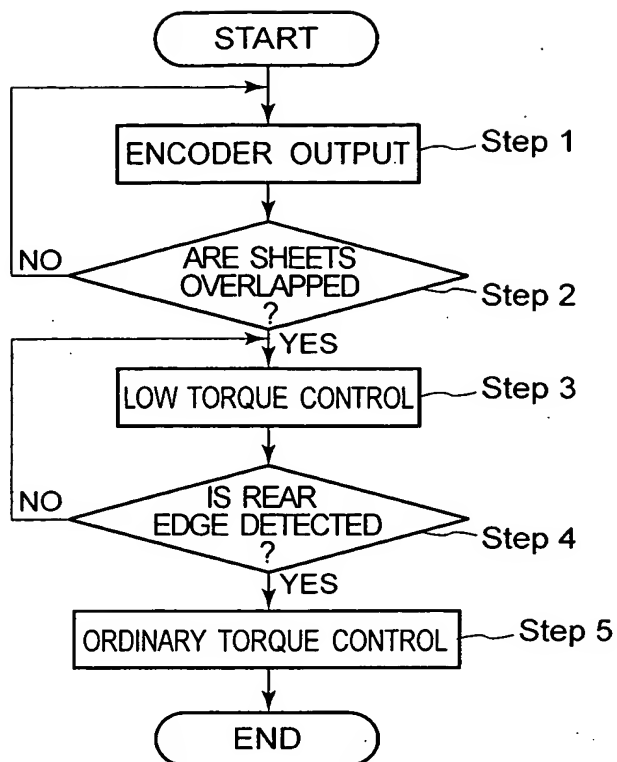 START
ENCODER OUTPUT
Step 1
ARE SHEETS
OVERLAPPED
?
Step 2
NO
YES
LOW TORQUE CONTROL
Step 3
IS REAR
EDGE DETECTED
?
Step 4
NO
YES
ORDINARY TORQUE CONTROL
Step 5
END